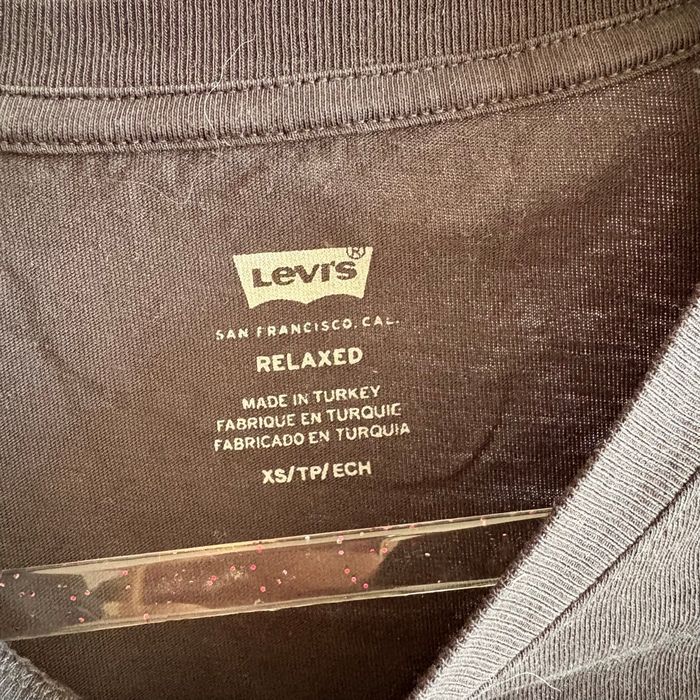 Levi's ®
SAN FRANCISCO, CAL.
RELAXED
MADE IN TURKEY
FABRIQUE EN TURQUIE
FABRICADO EN TURQUIA
XS/TP/ECH